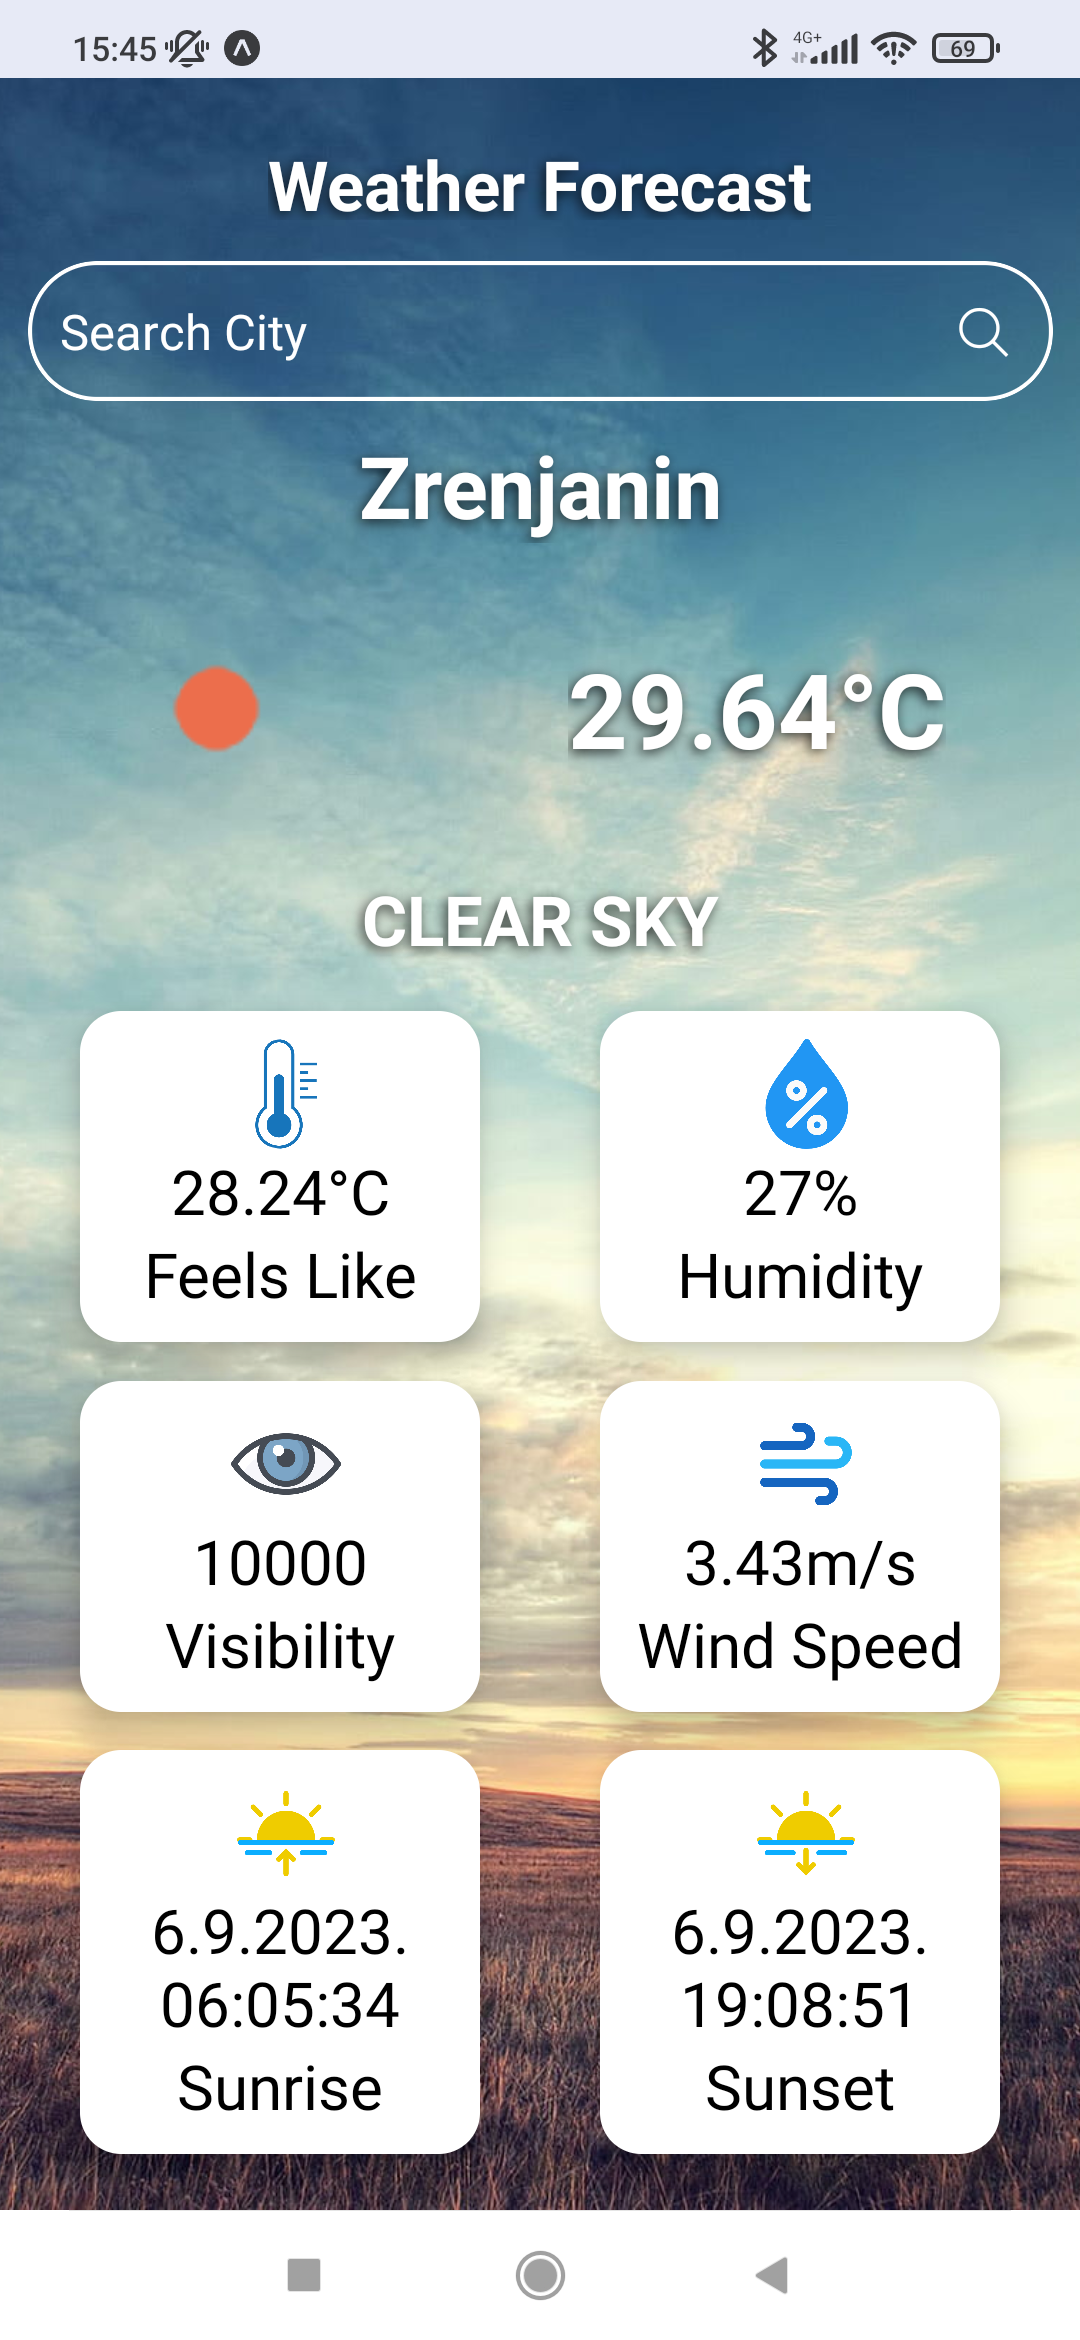 15:45
4G+
69
Weather Forecast
Search City
Zrenjanin
29.64°C
CLEAR SKY
28.24°C
Feels Like
27%
Humidity
10000
Visibility
3.43m/s
Wind Speed
6.9.2023.
06:05:34
Sunrise
6.9.2023.
19:08:51
Sunset